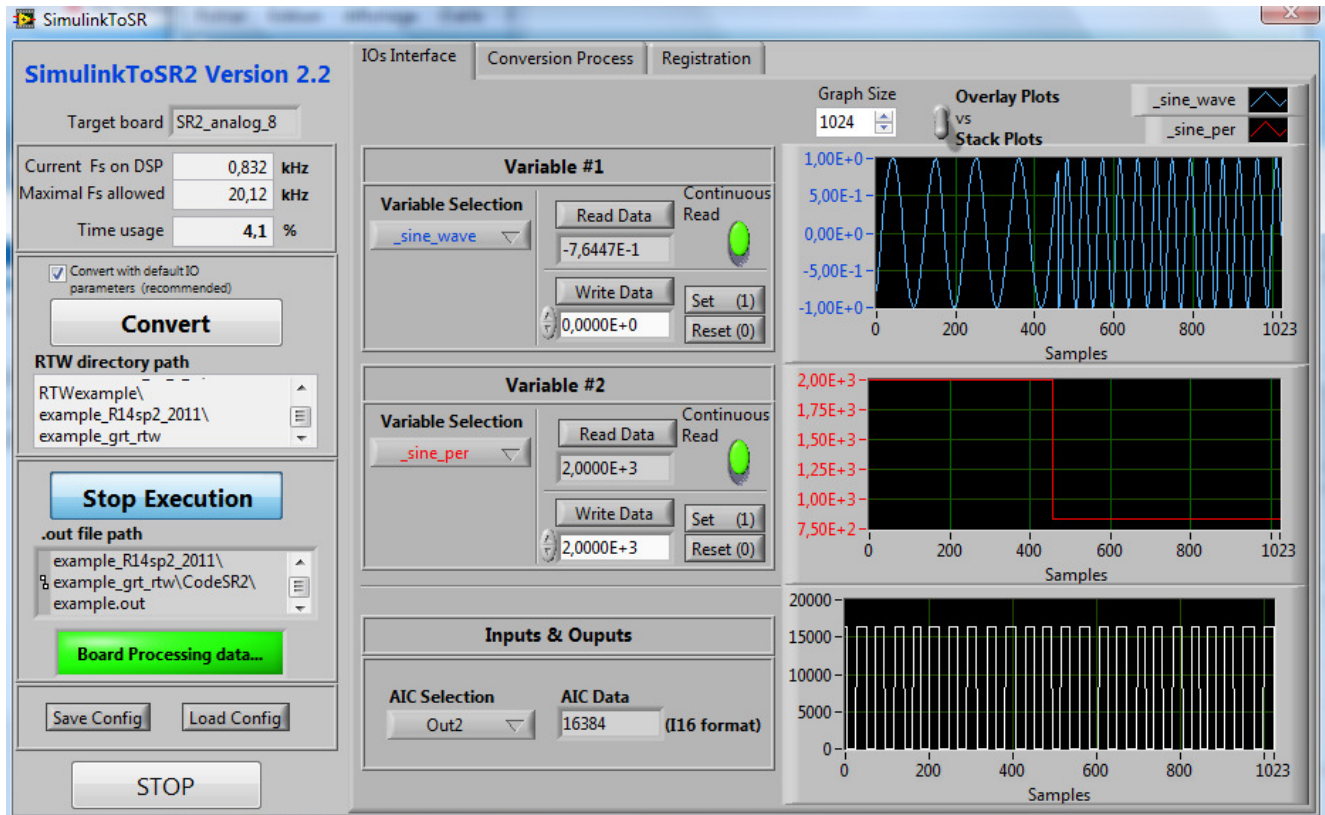 SimulinkToSR
SimulinkToSR2 Version 2.2
Target board SR2_analog_8
Current Fs on DSP 0,832 kHz
Maximal Fs allowed 20,12 kHz
Time usage 4,1 %
Convert with default IO
parameters (recommended)
Convert
RTW directory path
RTWexample\
example_R14sp2_2011\
example_grt_rtw
Stop Execution
.out file path
example_R14sp2_2011\
example_grt_rtw\CodeSR2\
example.out
Board Processing data...
Save Config Load Config
STOP
IOs Interface Conversion Process Registration
Graph Size
1024
Overlay Plots
vs
Stack Plots
_sine_wave
_sine_per
Variable #1
Variable Selection
_sine_wave
Read Data
-7,6447E-1
Continuous
Read
Write Data
0,0000E+0
Set (1)
Reset (0)
1,00E+0
5,00E-1
0,00E+0
-5,00E-1
-1,00E+0
0 200 400 600 800 1023
Samples
Variable #2
Variable Selection
_sine_per
Read Data
2,0000E+3
Continuous
Read
Write Data
2,0000E+3
Set (1)
Reset (0)
2,00E+3
1,75E+3
1,50E+3
1,25E+3
1,00E+3
7,50E+2
0 200 400 600 800 1023
Samples
Inputs & Ouputs
AIC Selection
Out2
AIC Data
16384 (I16 format)
20000
15000
10000
5000
0
0 200 400 600 800 1023
Samples